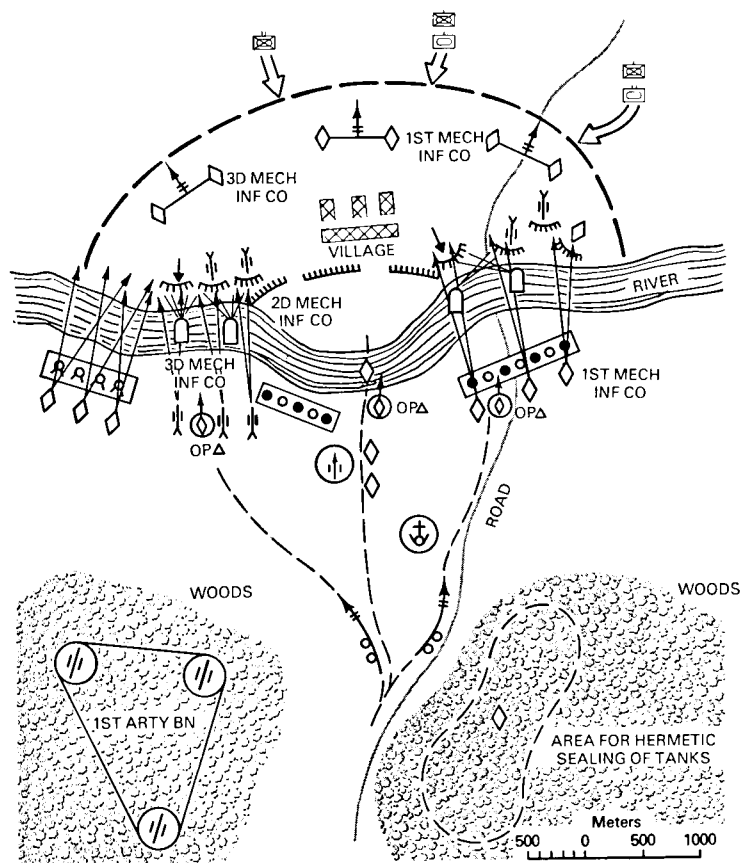 1ST MECH
INF CO
3D MECH
INF CO
VILLAGE
RIVER
2D MECH
INF CO
3D MECH
INF CO
1ST MECH
INF CO
OP
OP
OP
ROAD
WOODS
WOODS
1ST ARTY BN
AREA FOR HERMETIC
SEALING OF TANKS
Meters
500 0 500 1000